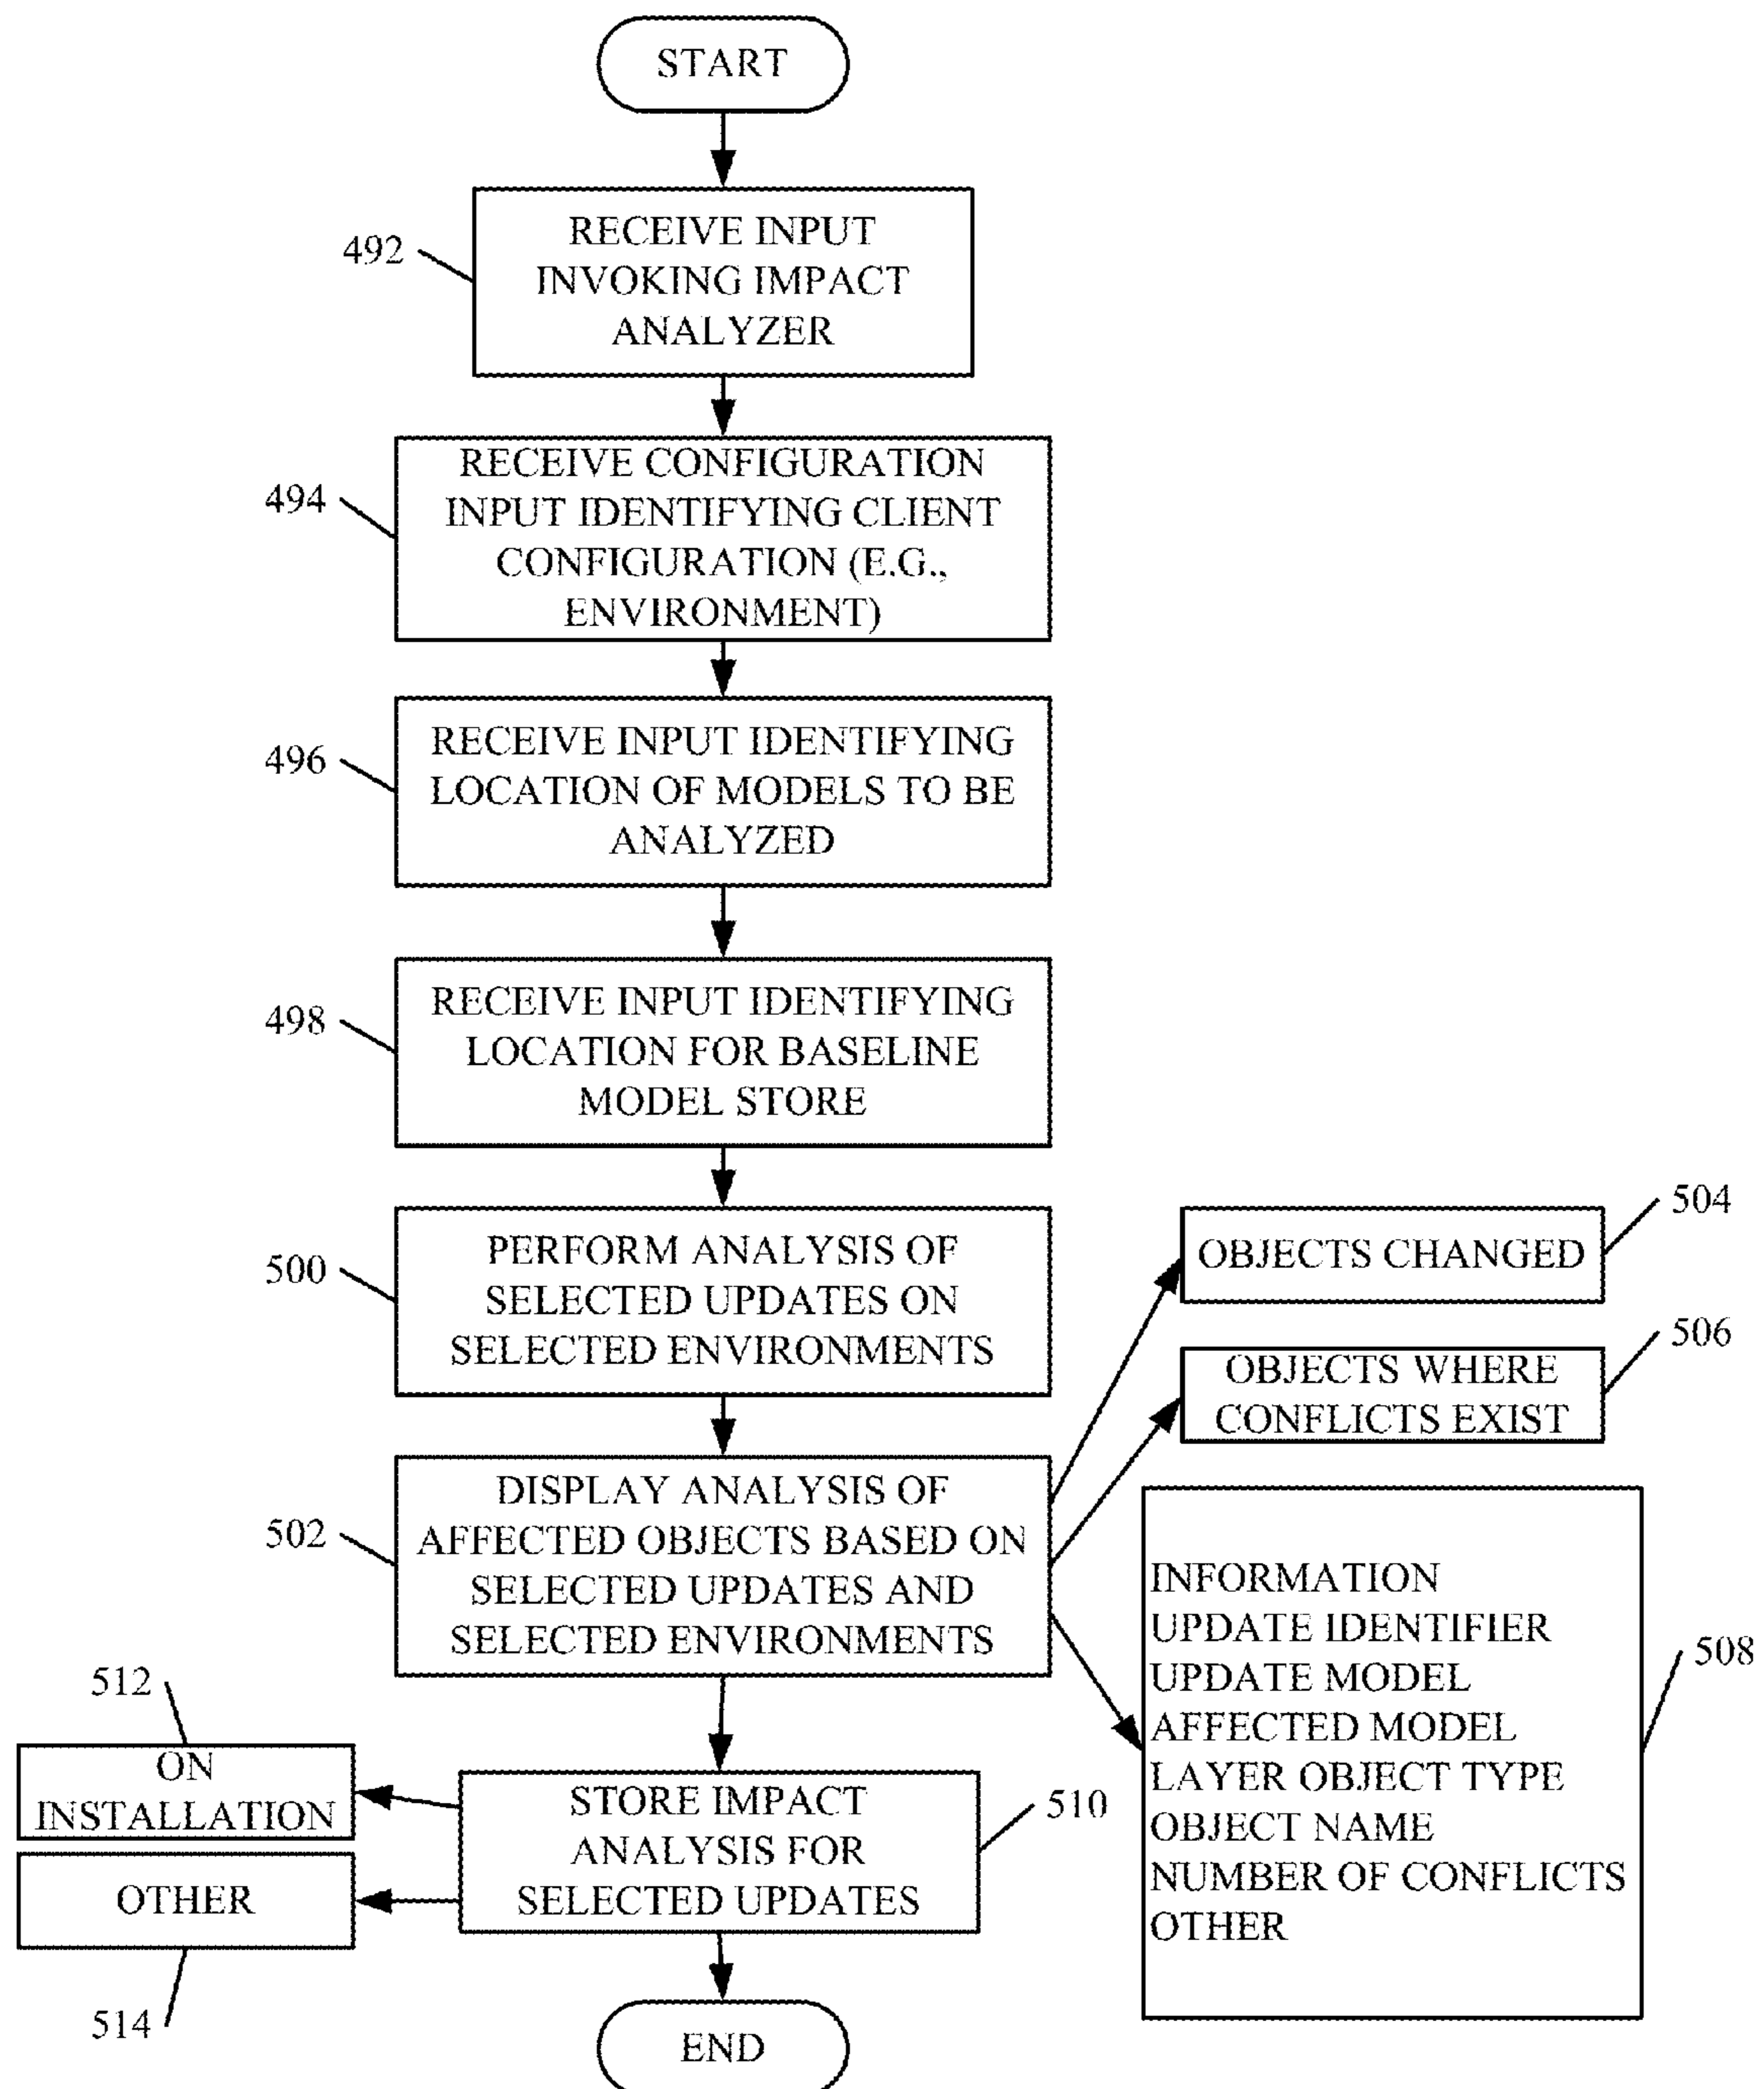 START
492
RECEIVE INPUT
INVOKING IMPACT
ANALYZER
494
RECEIVE CONFIGURATION
INPUT IDENTIFYING CLIENT
CONFIGURATION (E.G.,
ENVIRONMENT)
496
RECEIVE INPUT IDENTIFYING
LOCATION OF MODELS TO BE
ANALYZED
498
RECEIVE INPUT IDENTIFYING
LOCATION FOR BASELINE
MODEL STORE
500
PERFORM ANALYSIS OF
SELECTED UPDATES ON
SELECTED ENVIRONMENTS
504
OBJECTS CHANGED
506
OBJECTS WHERE
CONFLICTS EXIST
502
DISPLAY ANALYSIS OF
AFFECTED OBJECTS BASED ON
SELECTED UPDATES AND
SELECTED ENVIRONMENTS
508
INFORMATION
UPDATE IDENTIFIER
UPDATE MODEL
AFFECTED MODEL
LAYER OBJECT TYPE
OBJECT NAME
NUMBER OF CONFLICTS
OTHER
512
ON
INSTALLATION
STORE IMPACT
ANALYSIS FOR
SELECTED UPDATES
510
OTHER
514
END